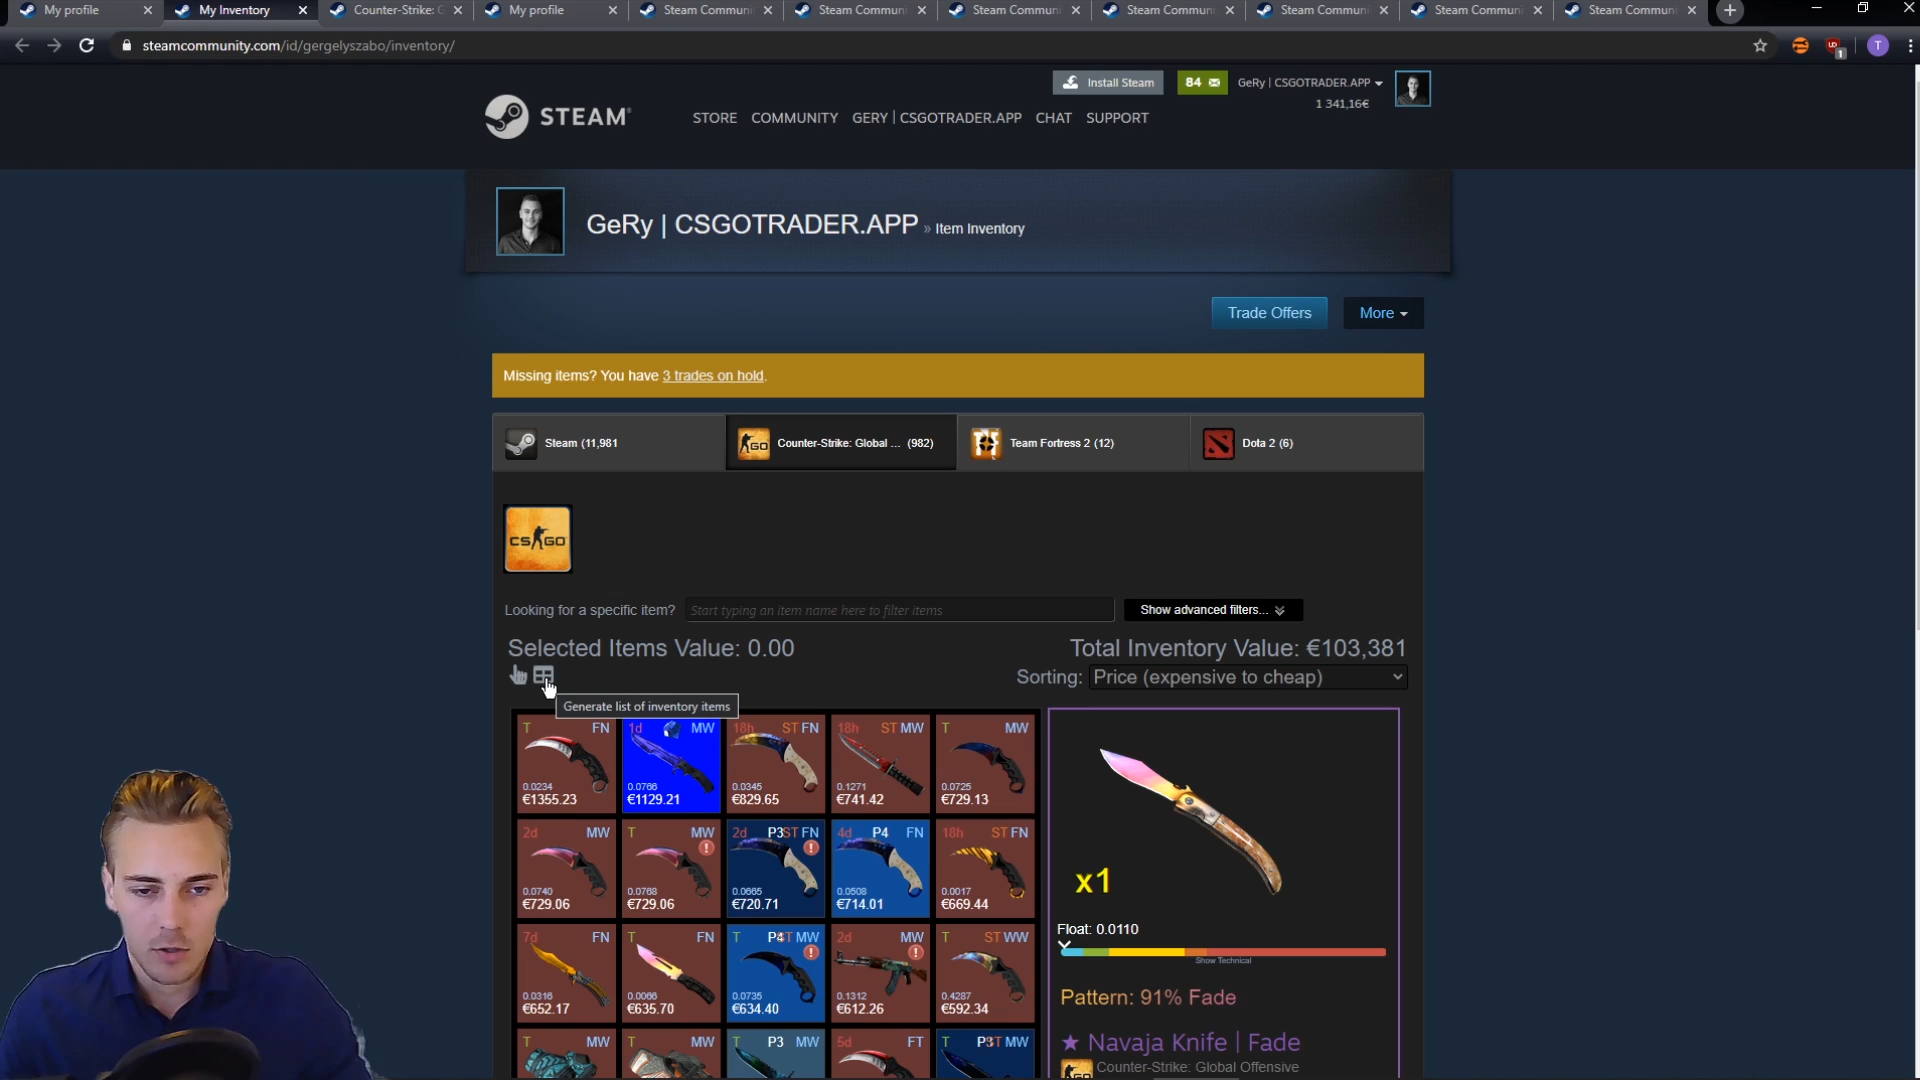 My profile
My Inventory
Counter-Strike: G
My profile
Steam Communi
Steam Communi
Steam Communi
Steam Communi
Steam Communi
Steam Communi
Steam Communi
steamcommunity.com/id/gergelyszabo/inventory/
1
T
Install Steam
84
GeRy | CSGOTRADER.APP
1 341,16€
STEAM®
STORE
COMMUNITY
GERY | CSGOTRADER.APP
CHAT
SUPPORT
GeRy | CSGOTRADER.APP » Item Inventory
Trade Offers
More
Missing items? You have 3 trades on hold.
Steam (11,981
Counter-Strike: Global ... (982)
Team Fortress 2 (12)
Dota 2 (6)
CS GO
Looking for a specific item?
Start typing an item name here to filter items
Show advanced filters...
Selected Items Value: 0.00
Total Inventory Value: €103,381
Sorting: Price (expensive to cheap)
Generate list of inventory items
T FN 0.0234 €1355.23
1d MW 0.0766 €1129.21
18h ST FN 0.0345 €829.65
18h ST MW 0.1271 €741.42
T MW 0.0725 €729.13
2d MW 0.0740 €729.06
T MW 0.0768 €729.06
2d P3 ST FN 0.0665 €720.71
4d P4 FN 0.0508 €714.01
18h ST FN 0.0017 €669.44
7d FN 0.0316 €652.17
T FN 0.0066 €635.70
T P4 ST MW 0.0735 €634.40
2d MW 0.1312 €612.26
T ST WW 0.4287 €592.34
T MW
T MW
T P3 MW
5d FT
T P3 ST MW
x1
Float: 0.0110
Show Technical
Pattern: 91% Fade
★ Navaja Knife | Fade
Counter-Strike: Global Offensive